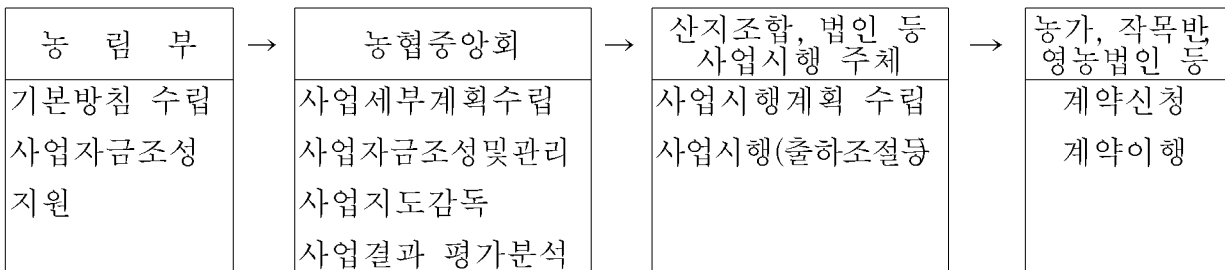 농 림 부 → 농협중앙회 → 산지조합, 법인 등 → 농가, 작목반,
사업시행 주체 영농법인 등
기본방침 수립
사업자금조성
지원
사업세부계획수립
사업자금조성및관리
사업지도감독
사업결과 평가분석
사업시행계획 수립
사업시행(출하조절등)
계약신청
계약이행